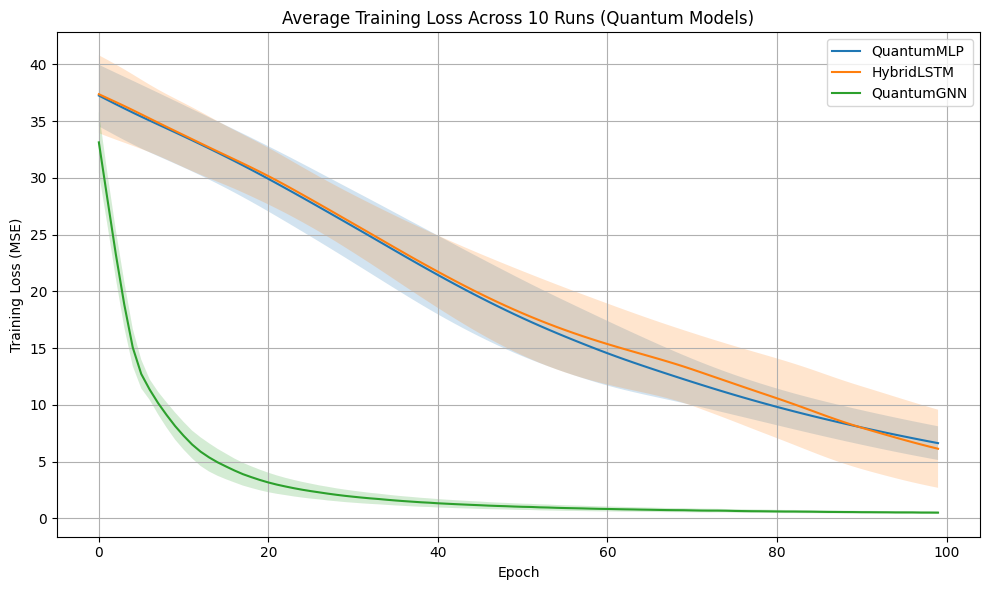 Average Training Loss Across 10 Runs (Quantum Models)
QuantumMLP
HybridLSTM
QuantumGNN
Training Loss (MSE)
40
35
30
25
20
15
10
5
0
0 20 40 60 80 100
Epoch